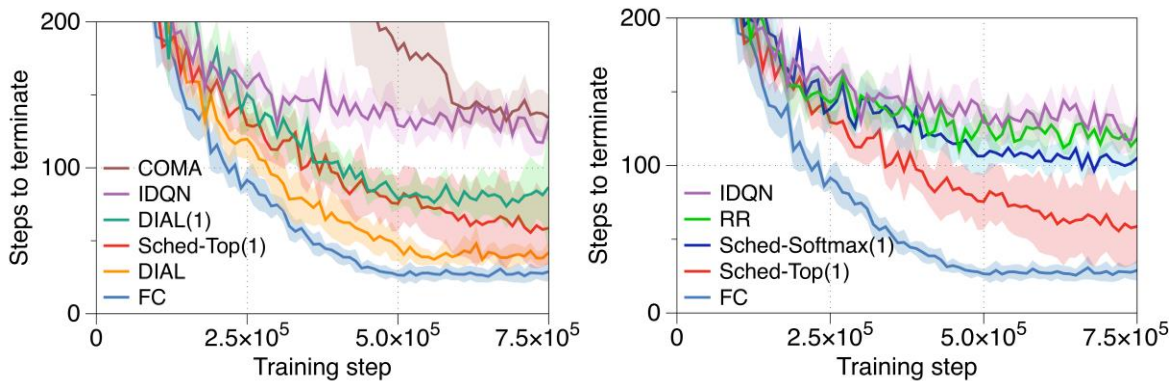 200
100
0
Steps to terminate
COMA
IDQN
DIAL(1)
Sched-Top(1)
DIAL
FC
0
2.5×10⁵
5.0×10⁵
7.5×10⁵
Training step
200
100
0
Steps to terminate
IDQN
RR
Sched-Softmax(1)
Sched-Top(1)
FC
0
2.5×10⁵
5.0×10⁵
7.5×10⁵
Training step